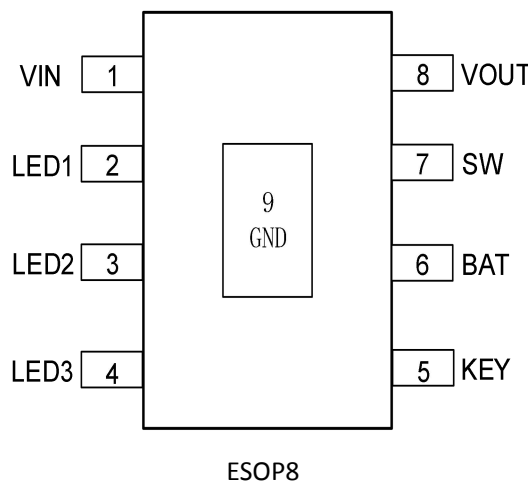 VIN 1 8 VOUT
LED1 2 7 SW
9
GND
LED2 3 6 BAT
LED3 4 5 KEY
ESOP8